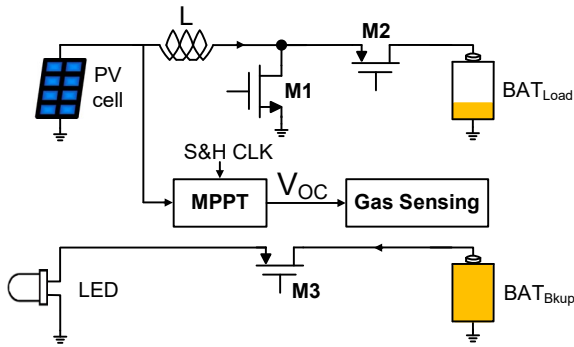 L
M2
PV
cell
M1
BATLoad
S&H CLK
MPPT
VOC
Gas Sensing
LED
M3
BATBkup